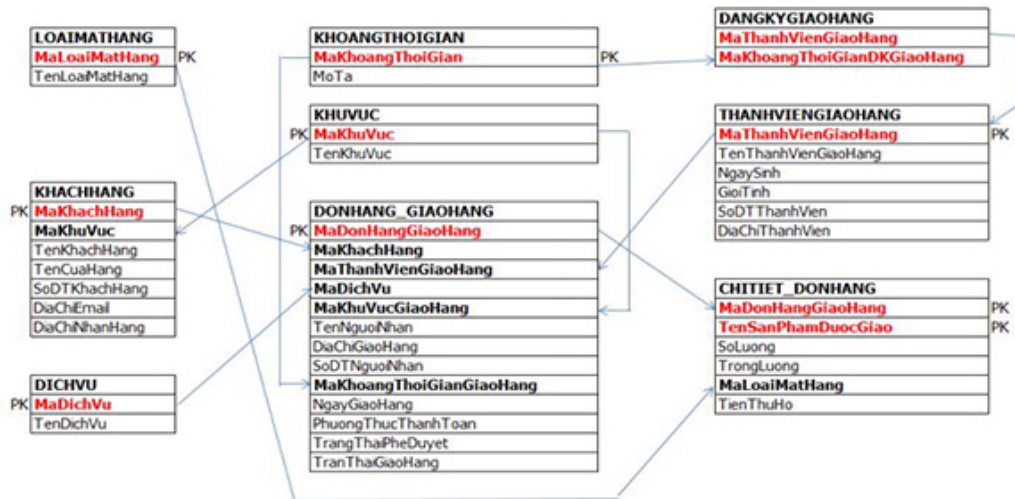 LOAIMATHANG
MaLoaiMatHang PK
TenLoaiMatHang
KHOANGTHOIGIAN
MaKhoangThoiGian PK
MoTa
DANGKYGIAOHANG
MaThanhVienGiaoHang
MaKhoangThoiGianDKGiaoHang
KHUVUC
PK MaKhuVuc
TenKhuVuc
THANHVIENGIAOHANG
MaThanhVienGiaoHang PK
TenThanhVienGiaoHang
NgaySinh
GioiTinh
SoDTThanhVien
DiaChiThanhVien
KHACHHANG
PK MaKhachHang
MaKhuVuc
TenKhachHang
TenCuaHang
SoDTKhachHang
DiaChiEmail
DiaChiNhanHang
DONHANG_GIAOHANG
PK MaDonHangGiaoHang
MaKhachHang
MaThanhVienGiaoHang
MaDichVu
MaKhuVucGiaoHang
TenNguoiNhan
DiaChiGiaoHang
SoDTNguoiNhan
MaKhoangThoiGianGiaoHang
NgayGiaoHang
PhuongThucThanhToan
TrangThaiPheDuyet
TranThaiGiaoHang
CHITIET_DONHANG
MaDonHangGiaoHang PK
TenSanPhamDuocGiao PK
SoLuong
TrongLuong
MaLoaiMatHang
TienThuHo
DICHVU
PK MaDichVu
TenDichVu